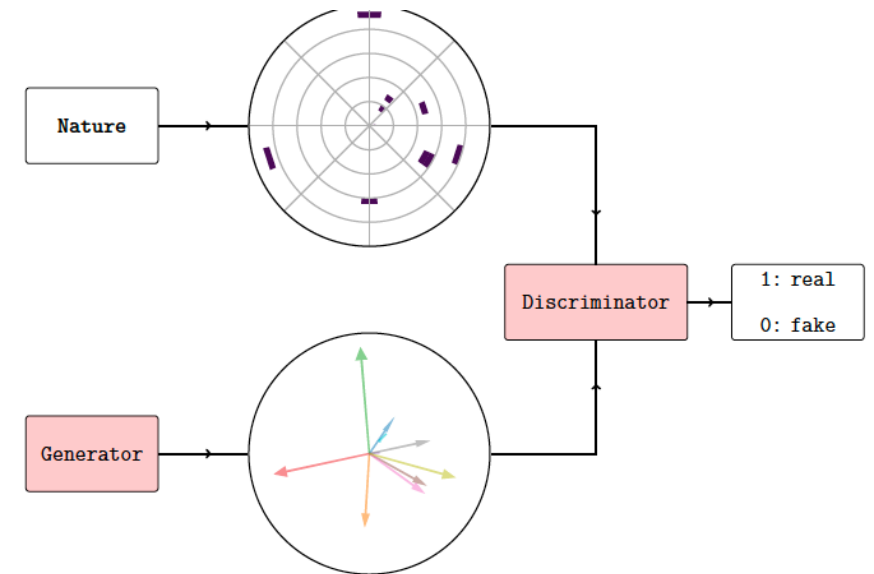 Nature
Discriminator
1: real
0: fake
Generator